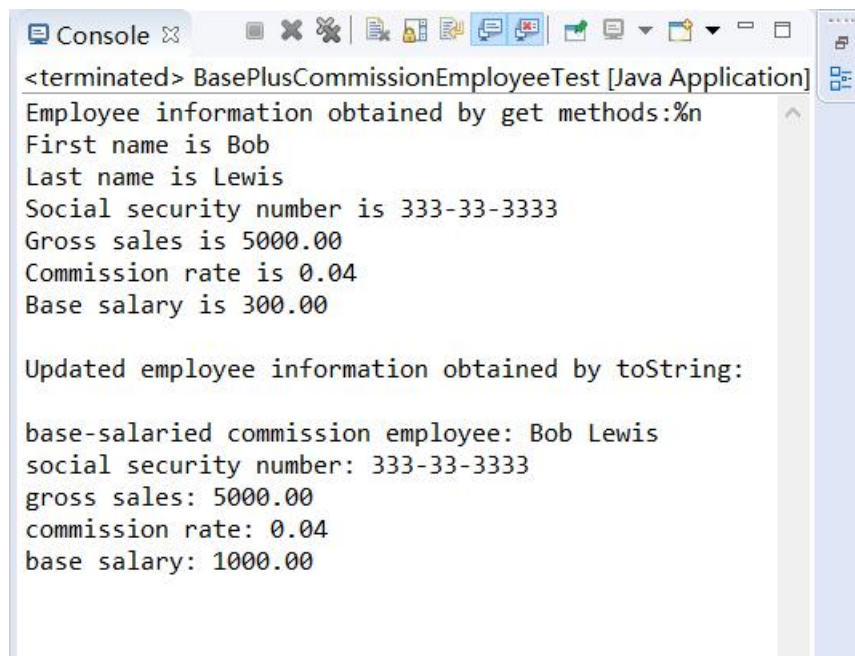 Console
<terminated> BasePlusCommissionEmployeeTest [Java Application]
Employee information obtained by get methods:%n
First name is Bob
Last name is Lewis
Social security number is 333-33-3333
Gross sales is 5000.00
Commission rate is 0.04
Base salary is 300.00
Updated employee information obtained by toString:
base-salaried commission employee: Bob Lewis
social security number: 333-33-3333
gross sales: 5000.00
commission rate: 0.04
base salary: 1000.00